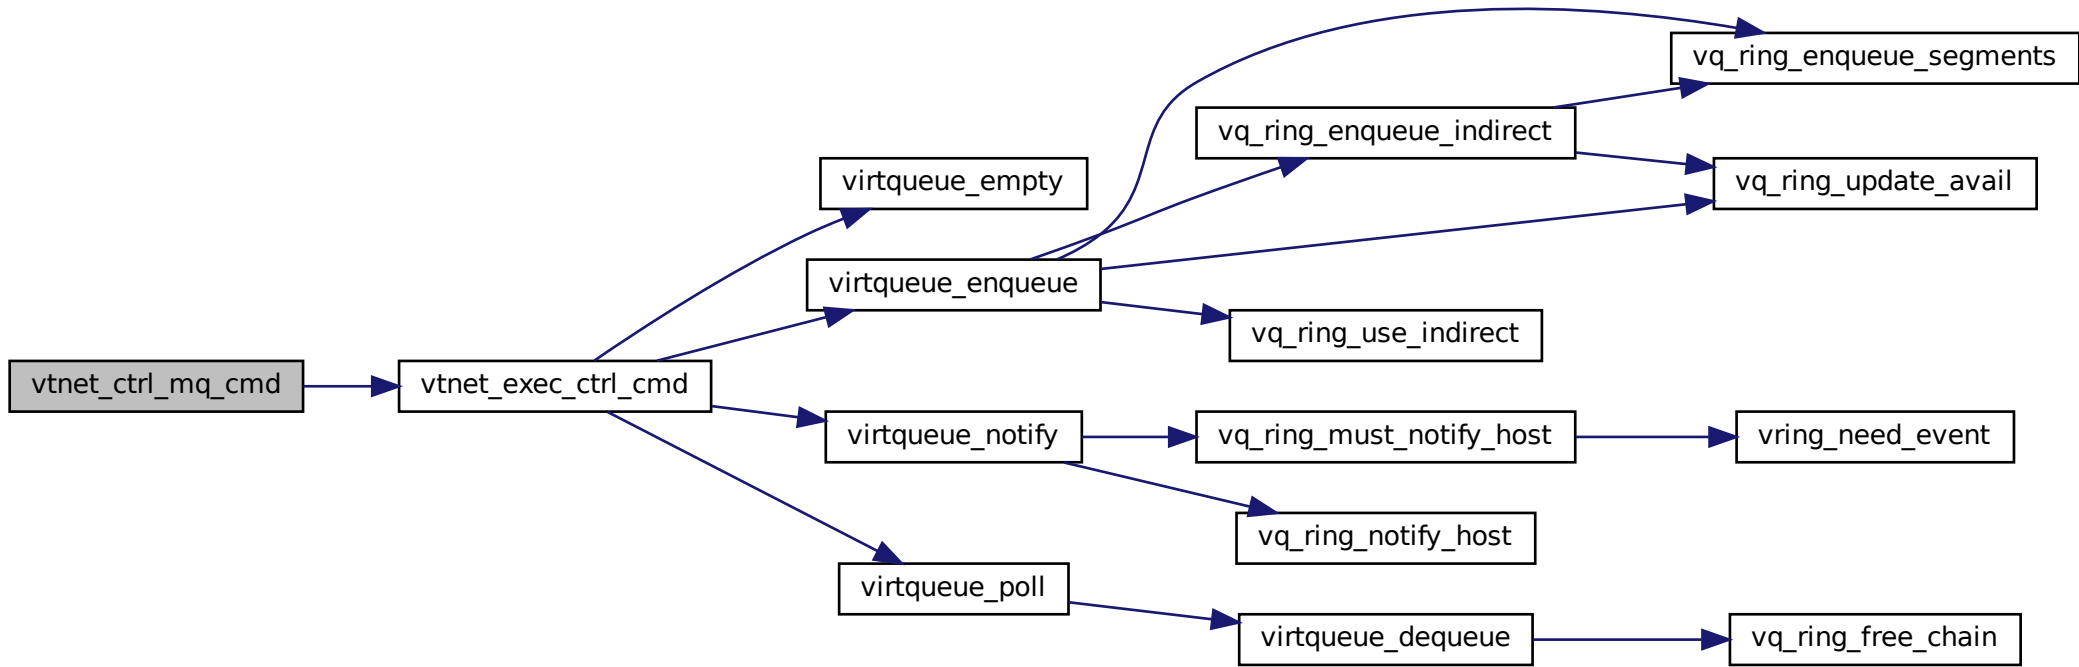 vtnet_ctrl_mq_cmd
vtnet_exec_ctrl_cmd
virtqueue_empty
virtqueue_enqueue
virtqueue_notify
virtqueue_poll
vq_ring_enqueue_indirect
vq_ring_use_indirect
vq_ring_must_notify_host
vq_ring_notify_host
virtqueue_dequeue
vq_ring_enqueue_segments
vq_ring_update_avail
vring_need_event
vq_ring_free_chain